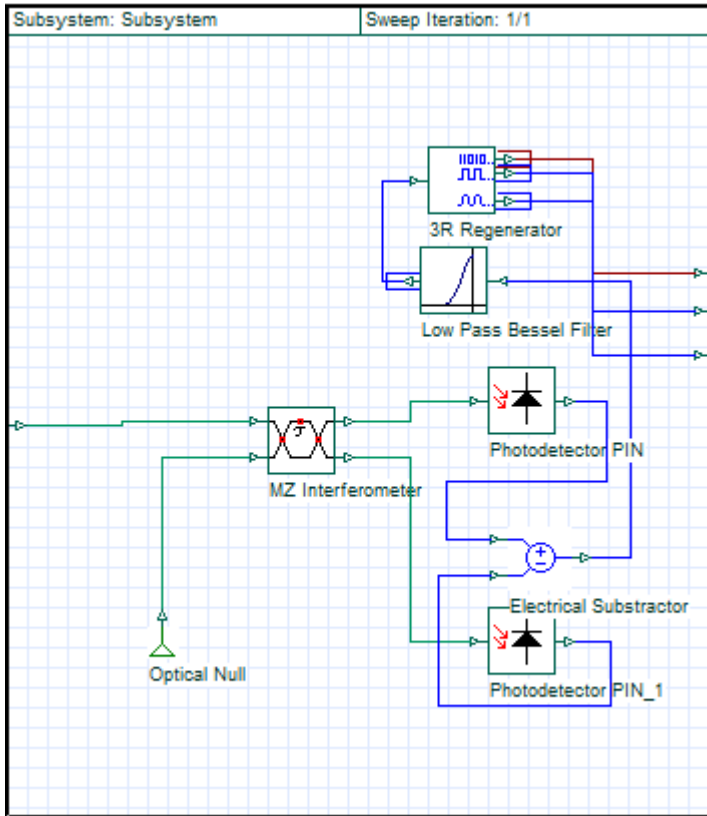 Subsystem: Subsystem
Sweep Iteration: 1/1
11010...
3R Regenerator
Low Pass Bessel Filter
Photodetector PIN
MZ Interferometer
Electrical Substractor
Optical Null
Photodetector PIN_1